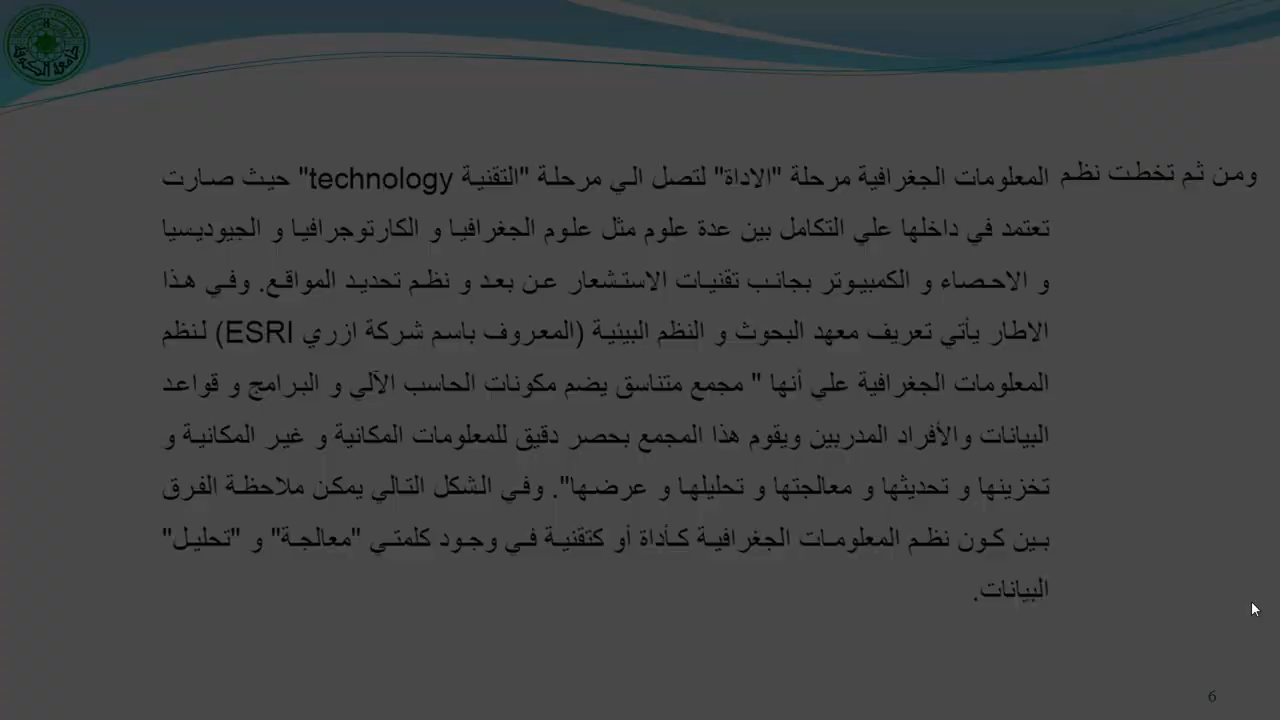 جامعة الكوفة
ومن ثم تخطت نظم المعلومات الجغرافية مرحلة "الاداة" لتصل الي مرحلة "التقنية technology" حيث صارت
تعتمد في داخلها علي التكامل بين عدة علوم مثل علوم الجغرافيا و الكارتوجرافيا و الجيوديسيا
و الاحصاء و الكمبيوتر بجانب تقنيات الاستشعار عن بعد و نظم تحديد المواقع. وفي هذا
الاطار يأتي تعريف معهد البحوث و النظم البيئية (المعروف باسم شركة ازري ESRI) لنظم
المعلومات الجغرافية علي أنها " مجمع متناسق يضم مكونات الحاسب الآلي و البرامج و قواعد
البيانات والأفراد المدربين ويقوم هذا المجمع بحصر دقيق للمعلومات المكانية و غير المكانية و
تخزينها و تحديثها و معالجتها و تحليلها و عرضها". وفي الشكل التالي يمكن ملاحظة الفرق
بين كون نظم المعلومات الجغرافية كأداة أو كتقنية في وجود كلمتي "معالجة" و "تحليل"
البيانات.
6